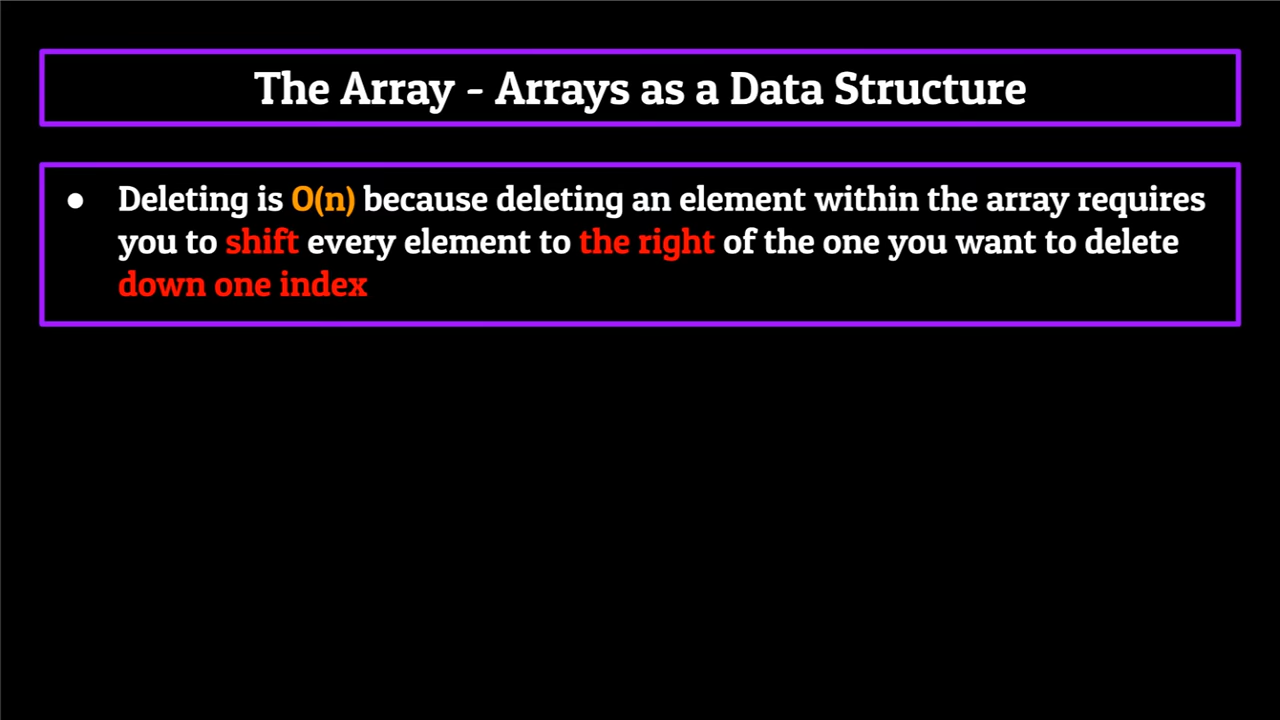 The Array - Arrays as a Data Structure
● Deleting is O(n) because deleting an element within the array requires
you to shift every element to the right of the one you want to delete
down one index